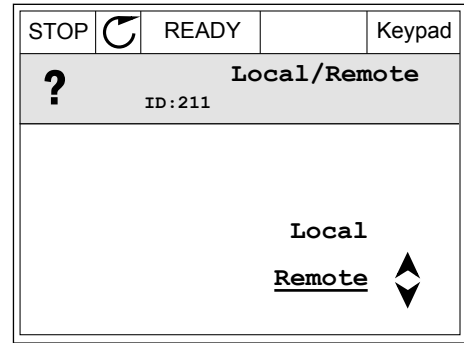 STOP READY Keypad
? Local/Remote
ID:211
Local
Remote